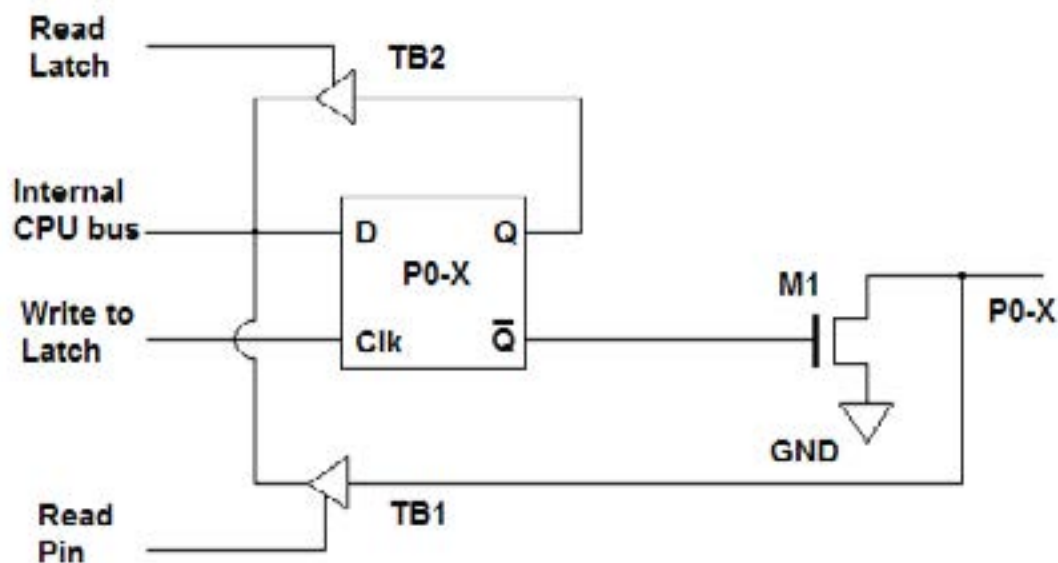 Read
Latch
TB2
Internal
CPU bus
D
Q
P0-X
M1
P0-X
Write to
Latch
Clk
Q̅
GND
TB1
Read
Pin